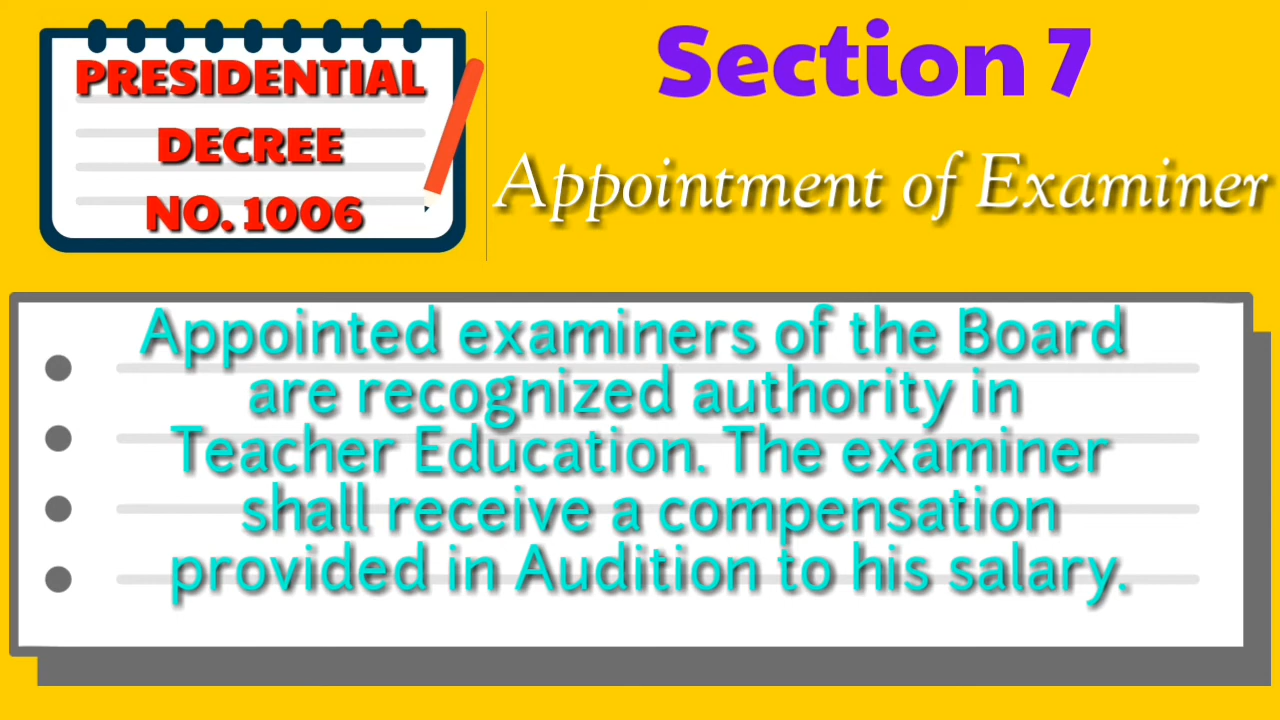 PRESIDENTIAL
DECREE
NO. 1006
Section 7
Appointment of Examiner
Appointed examiners of the Board
are recognized authority in
Teacher Education. The examiner
shall receive a compensation
provided in Audition to his salary.